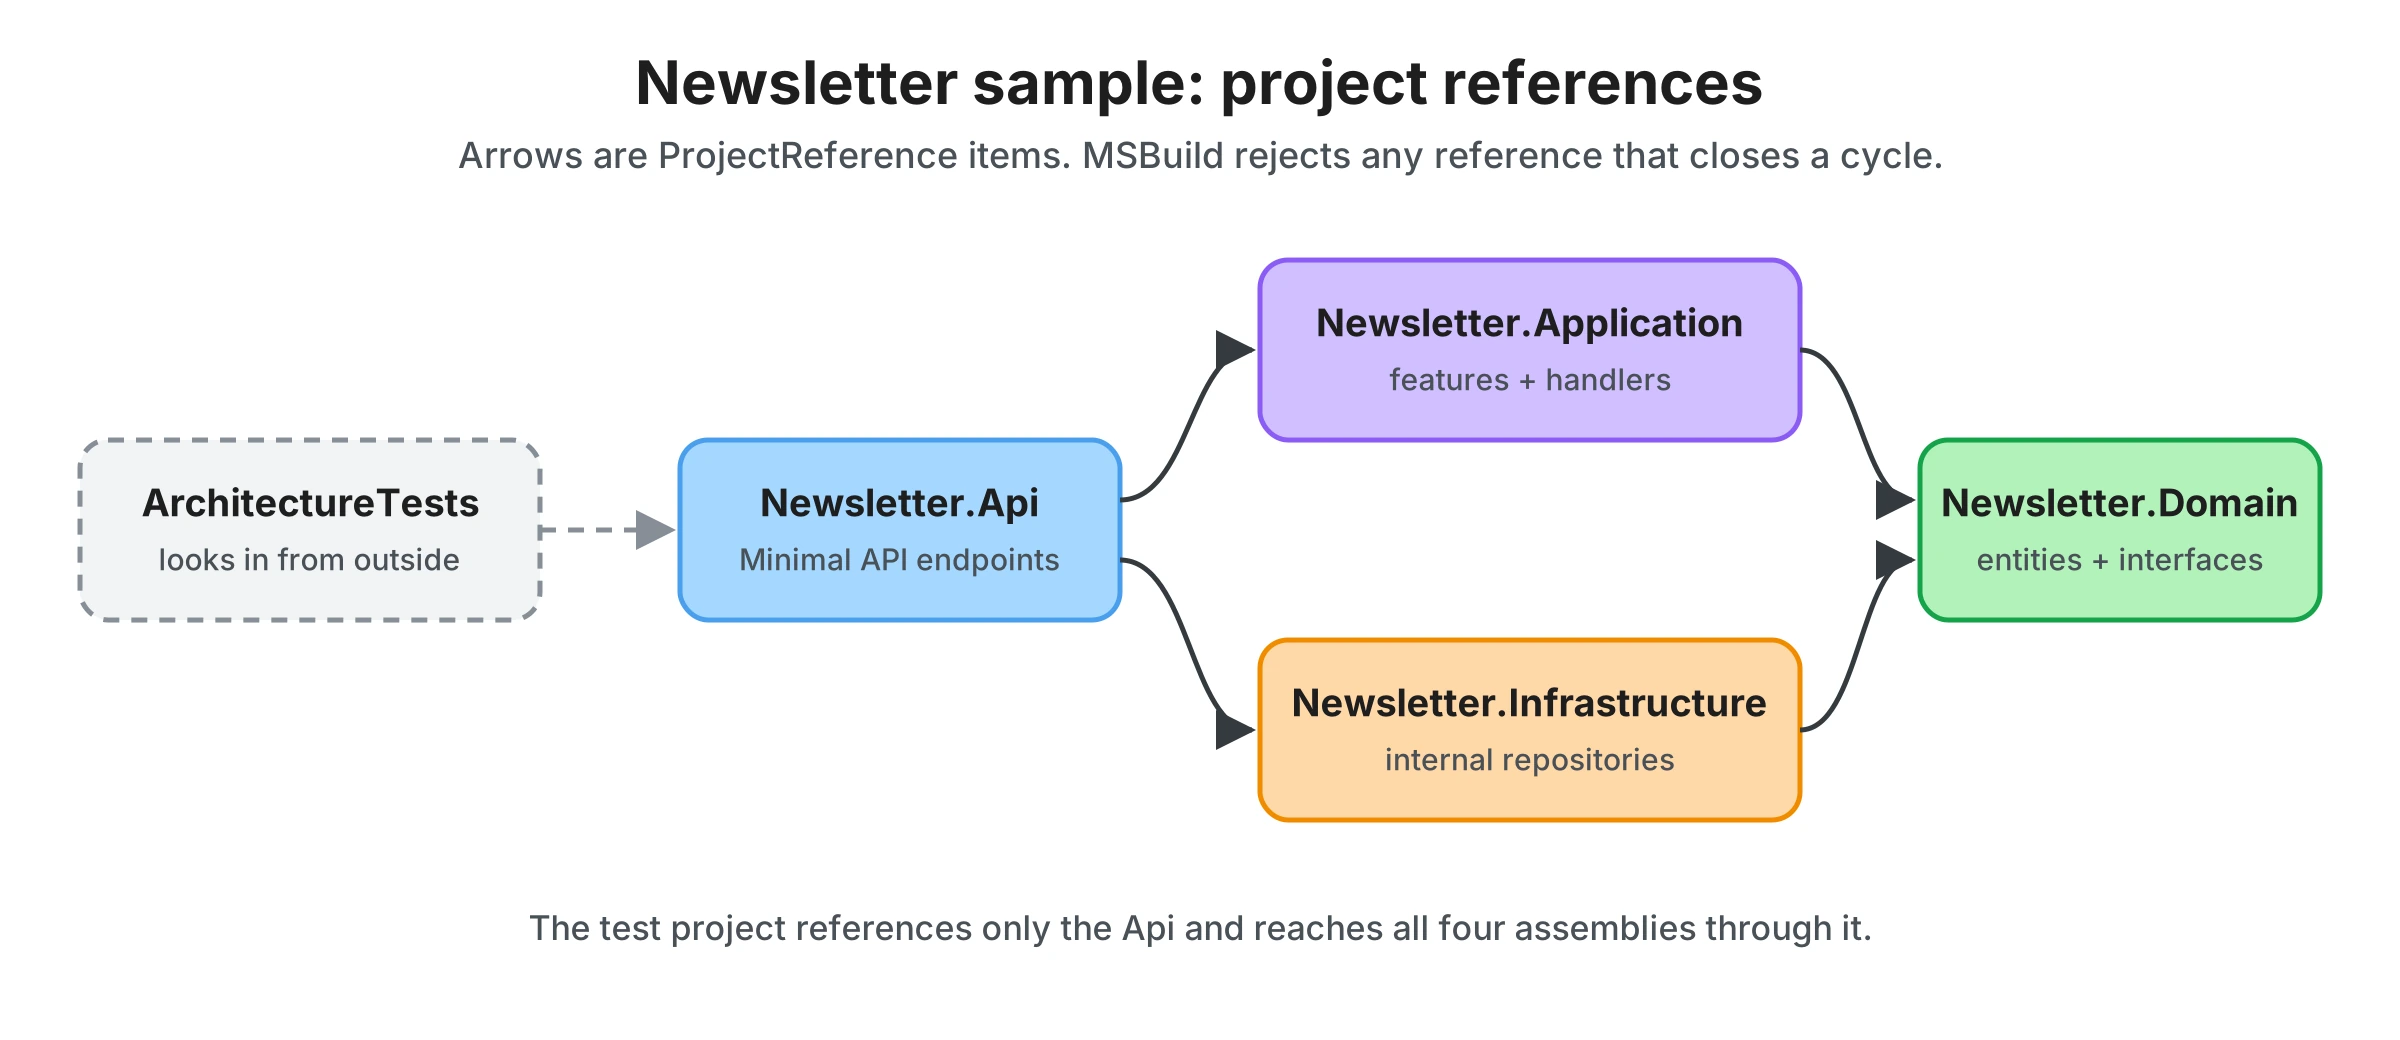 Newsletter sample: project references
Arrows are ProjectReference items. MSBuild rejects any reference that closes a cycle.
ArchitectureTests
looks in from outside
Newsletter.Api
Minimal API endpoints
Newsletter.Application
features + handlers
Newsletter.Infrastructure
internal repositories
Newsletter.Domain
entities + interfaces
The test project references only the Api and reaches all four assemblies through it.